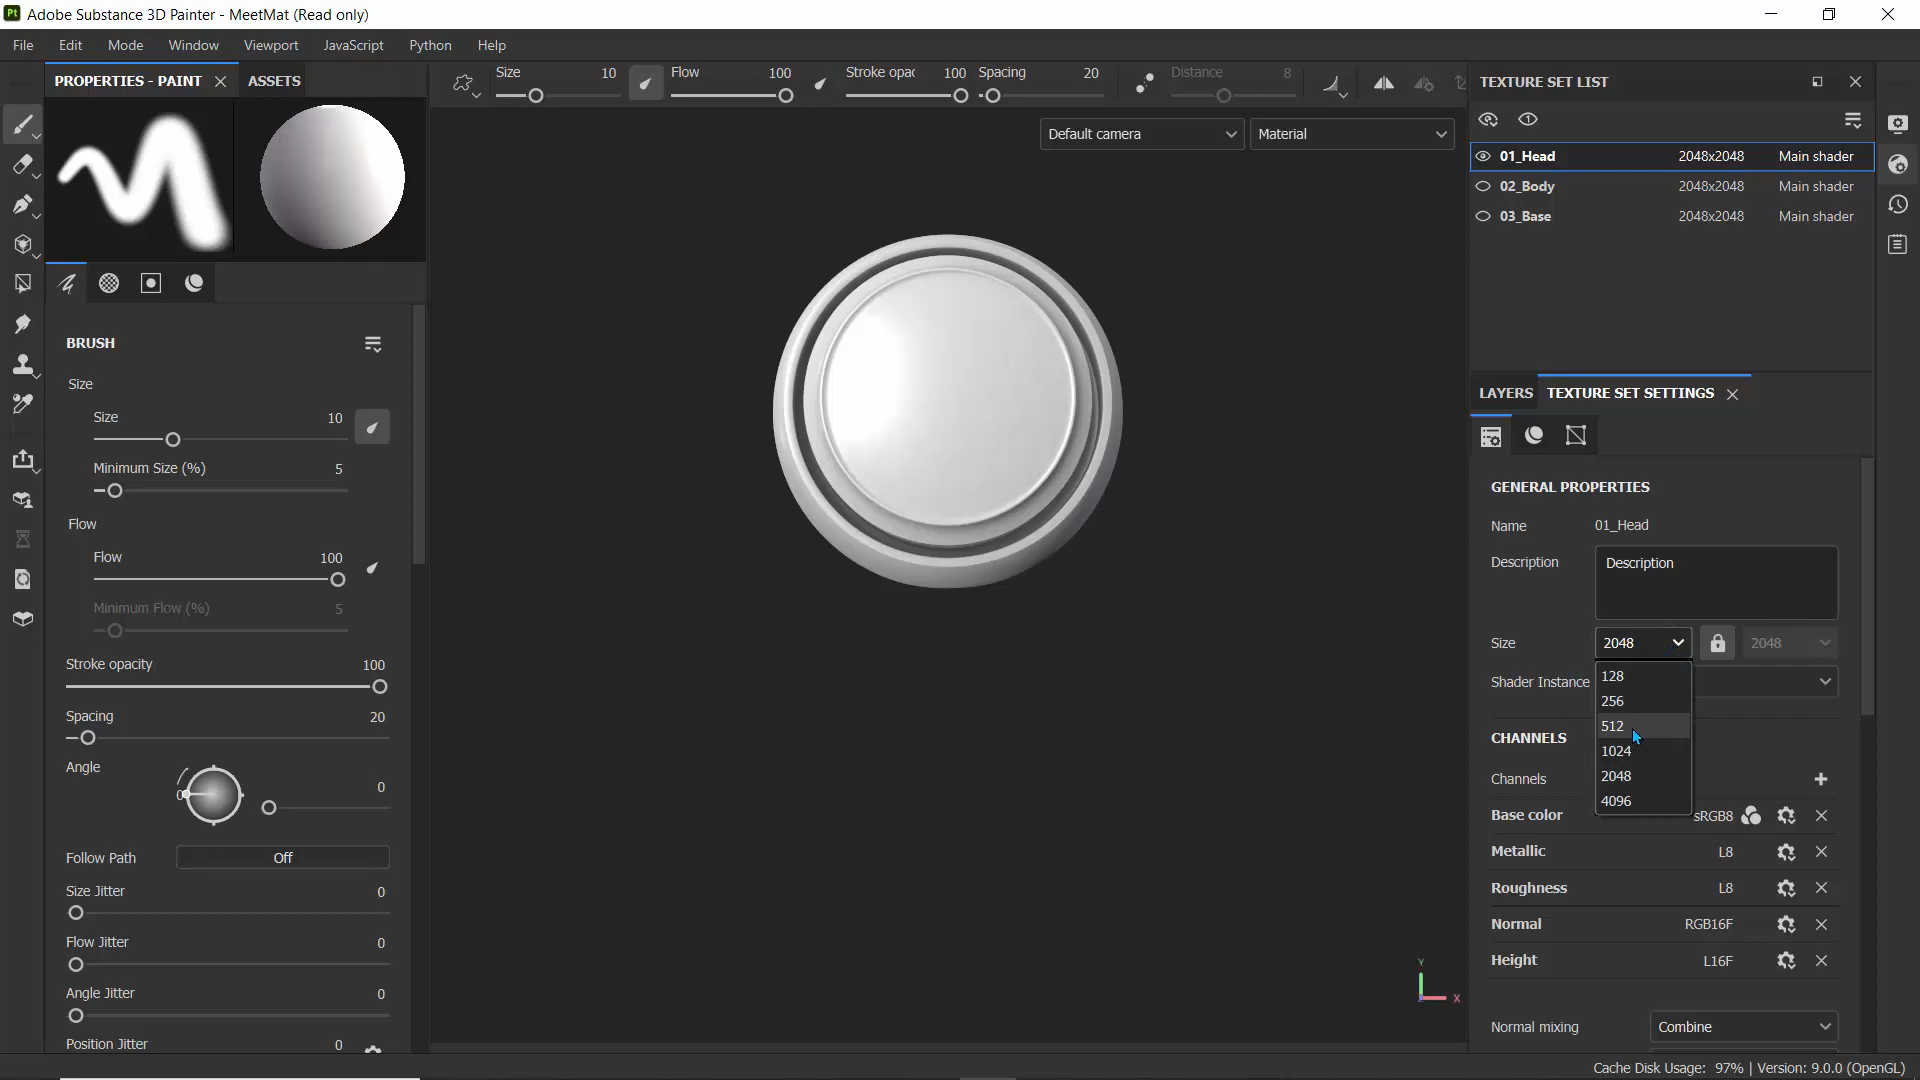 Pt Adobe Substance 3D Painter - MeetMat (Read only)
File Edit Mode Window Viewport JavaScript Python Help
PROPERTIES - PAINT ASSETS
Size 10 Flow 100 Stroke opac 100 Spacing 20 Distance 8
Default camera Material
TEXTURE SET LIST
01_Head 2048x2048 Main shader
02_Body 2048x2048 Main shader
03_Base 2048x2048 Main shader
BRUSH
Size
Size 10
Minimum Size (%) 5
Flow
Flow 100
Minimum Flow (%) 5
Stroke opacity 100
Spacing 20
Angle 0
0
Follow Path Off
Size Jitter 0
Flow Jitter 0
Angle Jitter 0
Position Jitter 0
Y
X
LAYERS TEXTURE SET SETTINGS
GENERAL PROPERTIES
Name 01_Head
Description Description
Size 2048 2048
Shader Instance
128
256
512
1024
2048
4096
CHANNELS
Channels
Base color sRGB8
Metallic L8
Roughness L8
Normal RGB16F
Height L16F
Normal mixing Combine
Cache Disk Usage: 97% | Version: 9.0.0 (OpenGL)